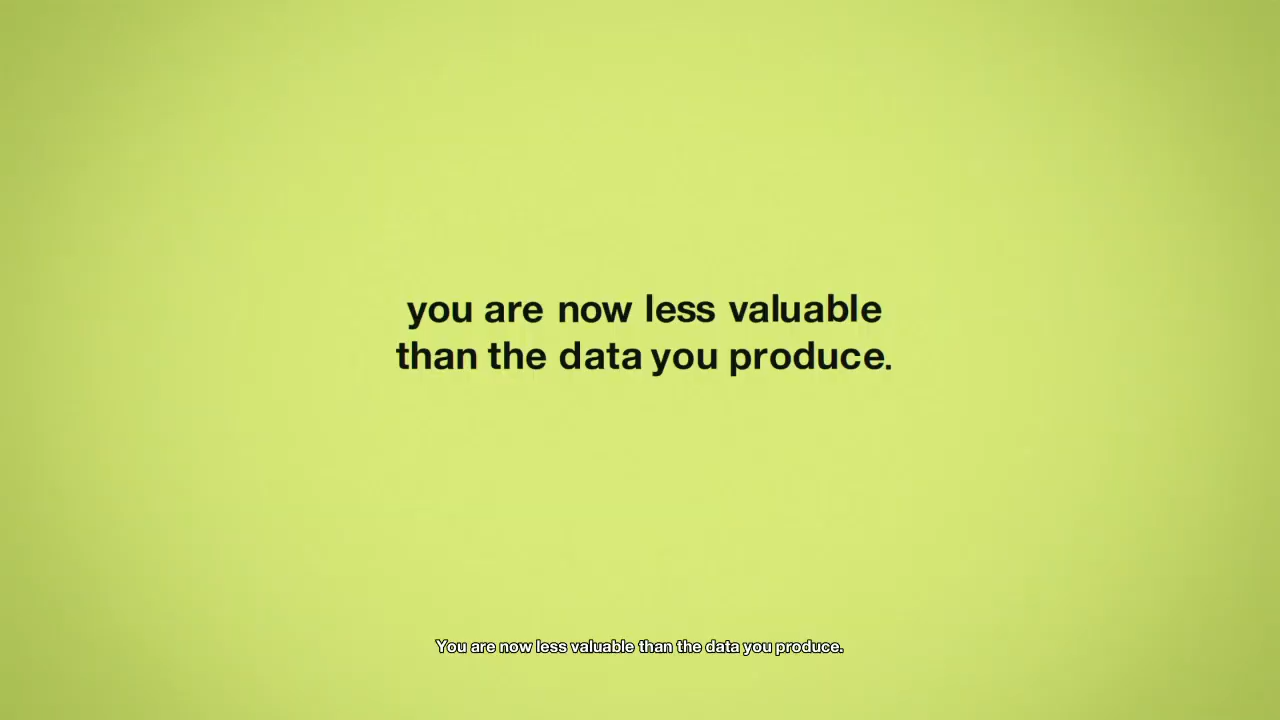 you are now less valuable
than the data you produce.
You are now less valuable than the data you produce.